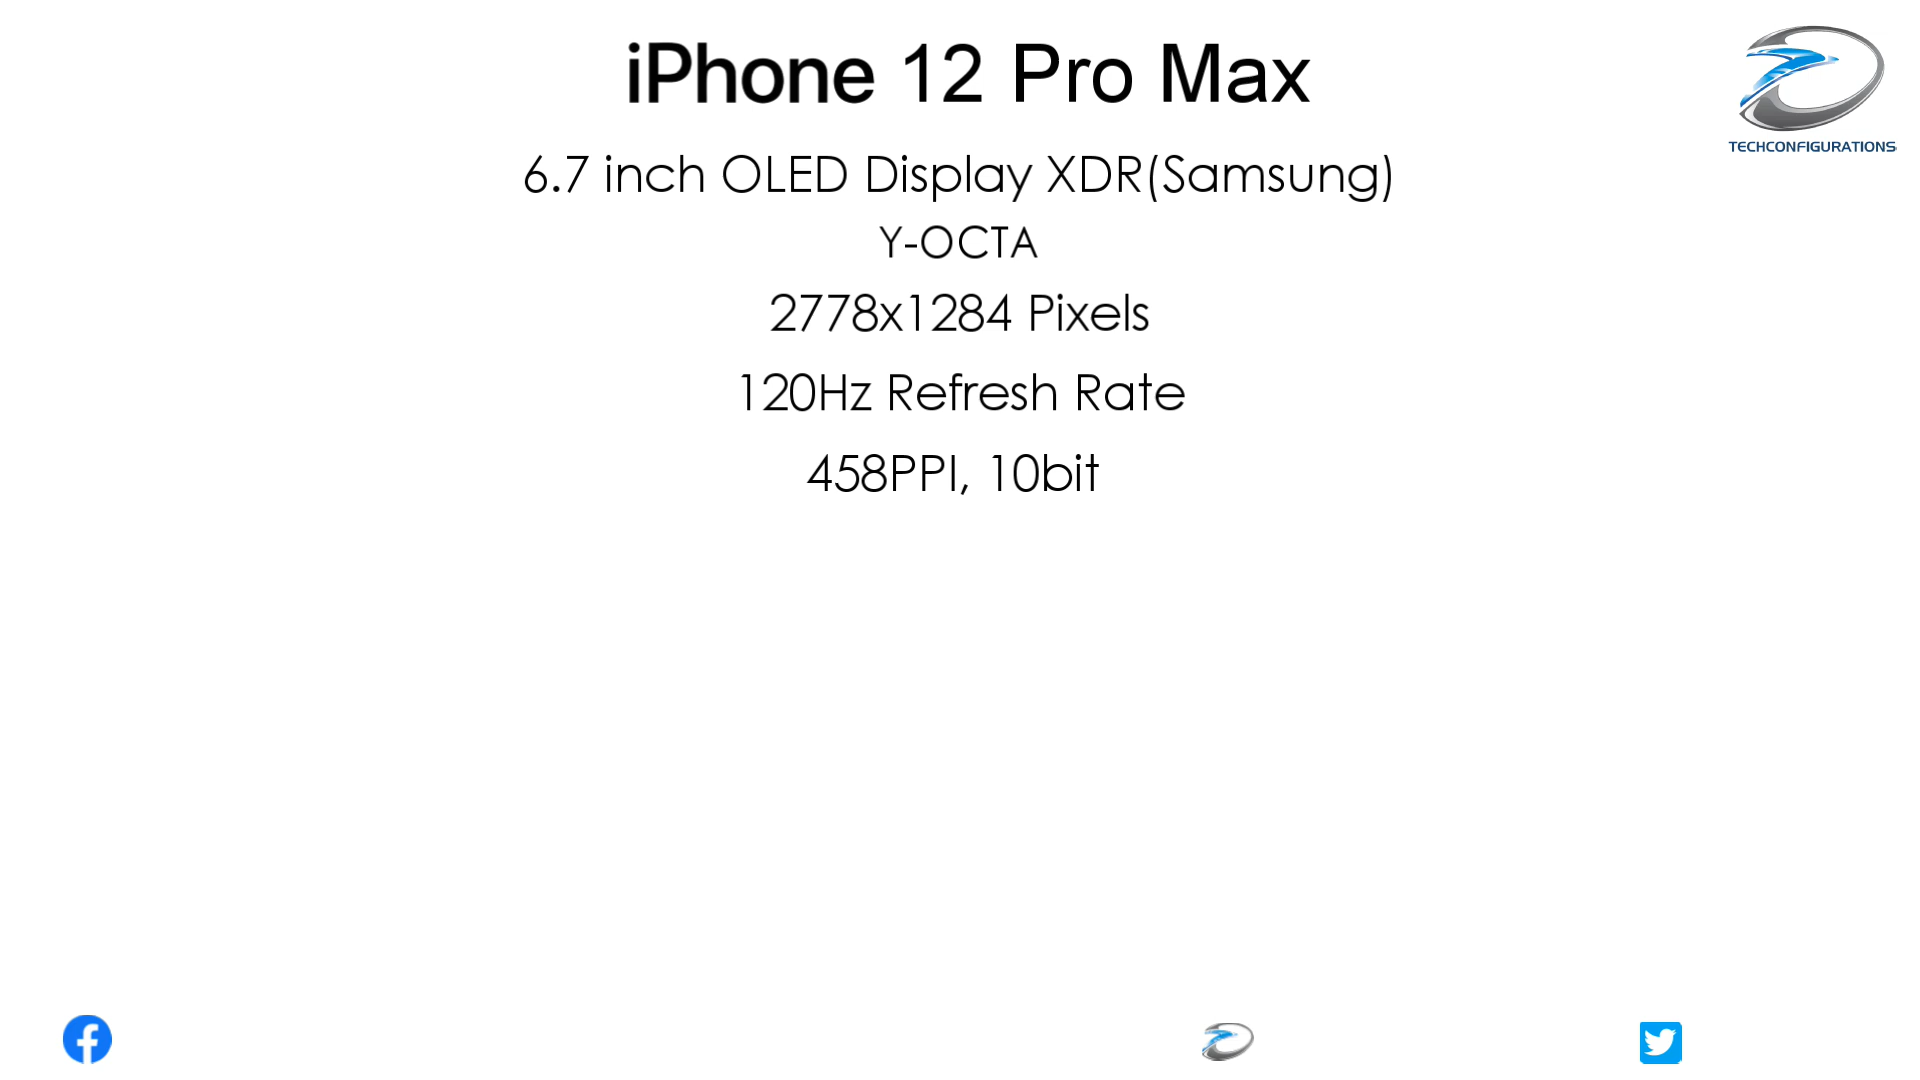 iPhone 12 Pro Max
TECHCONFIGURATIONS
6.7 inch OLED Display XDR(Samsung)
Y-OCTA
2778x1284 Pixels
120Hz Refresh Rate
458PPI, 10bit